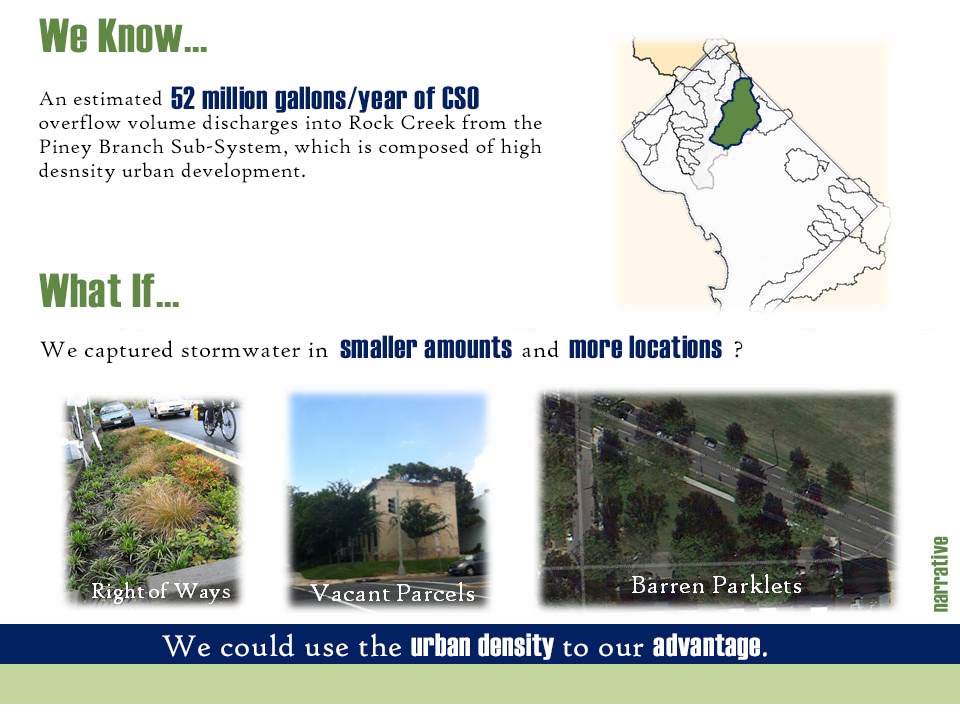 We Know...
An estimated 52 million gallons/year of CSO
overflow volume discharges into Rock Creek from the
Piney Branch Sub-System, which is composed of high
desnsity urban development.
What If...
We captured stormwater in smaller amounts and more locations ?
Right of Ways
Vacant Parcels
Barren Parklets
narrative
We could use the urban density to our advantage.